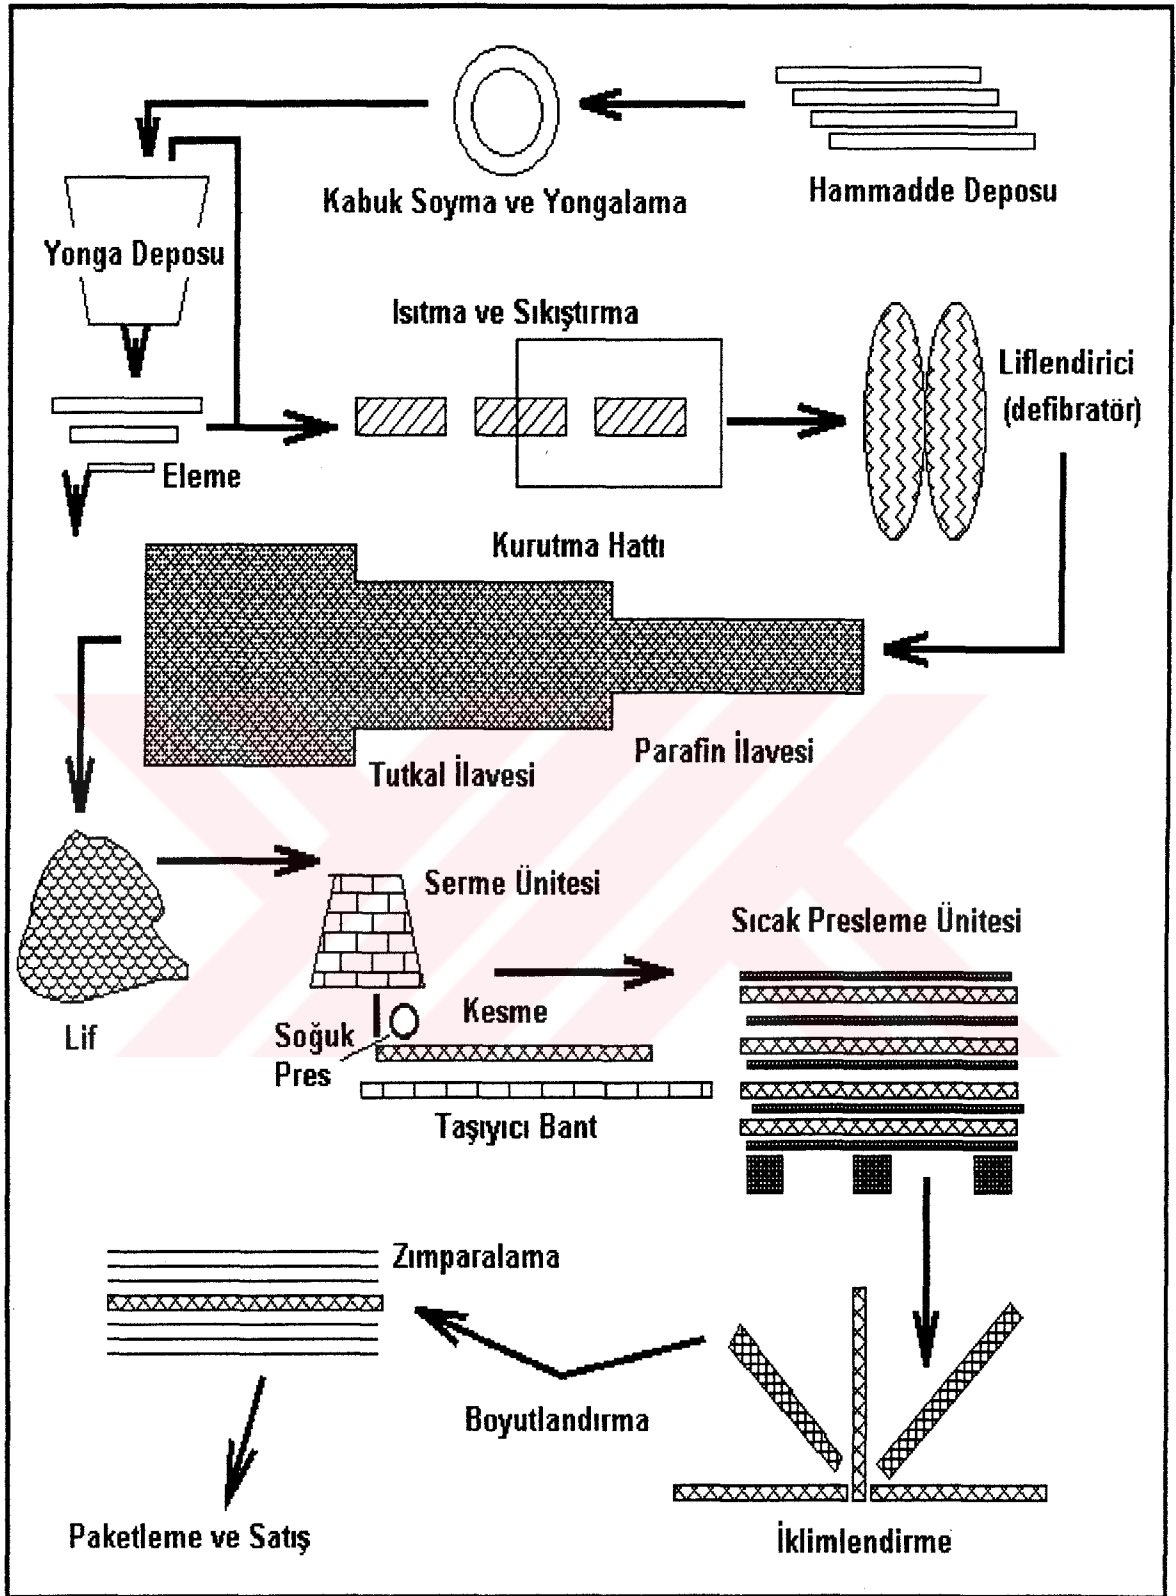 Hammadde Deposu
Kabuk Soyma ve Yongalama
Yonga Deposu
Eleme
Isıtma ve Sıkıştırma
Liflendirici
(defibratör)
Kurutma Hattı
Parafin İlavesi
Tutkal İlavesi
Lif
Serme Ünitesi
Soğuk
Pres
Kesme
Taşıyıcı Bant
Sıcak Presleme Ünitesi
İklimlendirme
Boyutlandırma
Zımparalama
Paketleme ve Satış